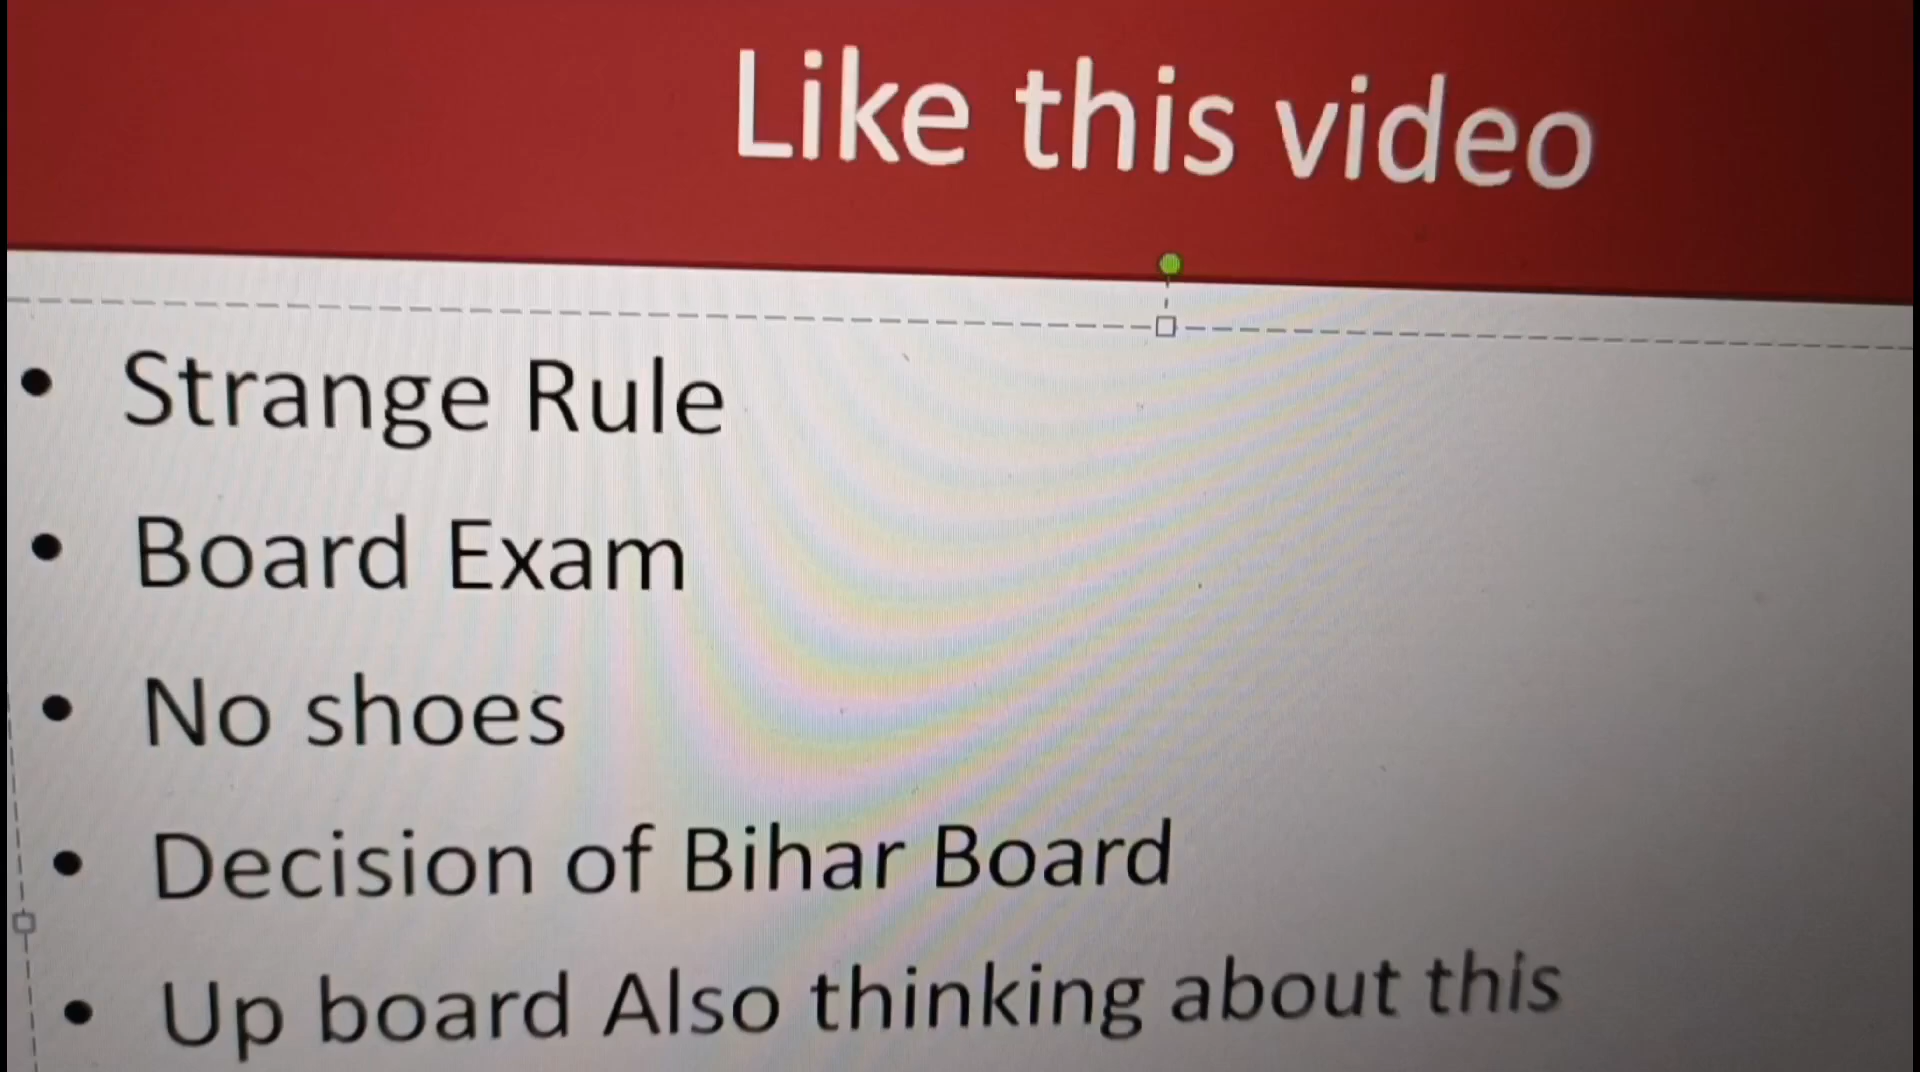 Like this video
• Strange Rule
• Board Exam
• No shoes
• Decision of Bihar Board
• Up board Also thinking about this